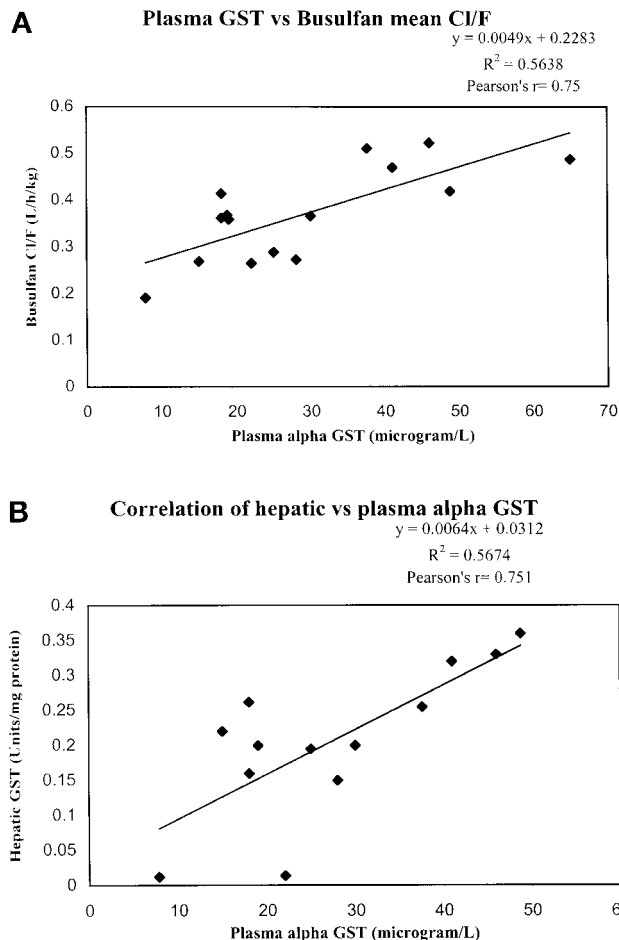 A
Plasma GST vs Busulfan mean Cl/F
y = 0.0049x + 0.2283
R² = 0.5638
Pearson's r= 0.75
0.6
0.5
0.4
0.3
0.2
0.1
0
Busulfan Cl/F (L/h/kg)
0 10 20 30 40 50 60 70
Plasma alpha GST (microgram/L)
B
Correlation of hepatic vs plasma alpha GST
y = 0.0064x + 0.0312
R² = 0.5674
Pearson's r= 0.751
0.4
0.35
0.3
0.25
0.2
0.15
0.1
0.05
0
Hepatic GST (Units/mg protein)
0 10 20 30 40 50
Plasma alpha GST (microgram/L)